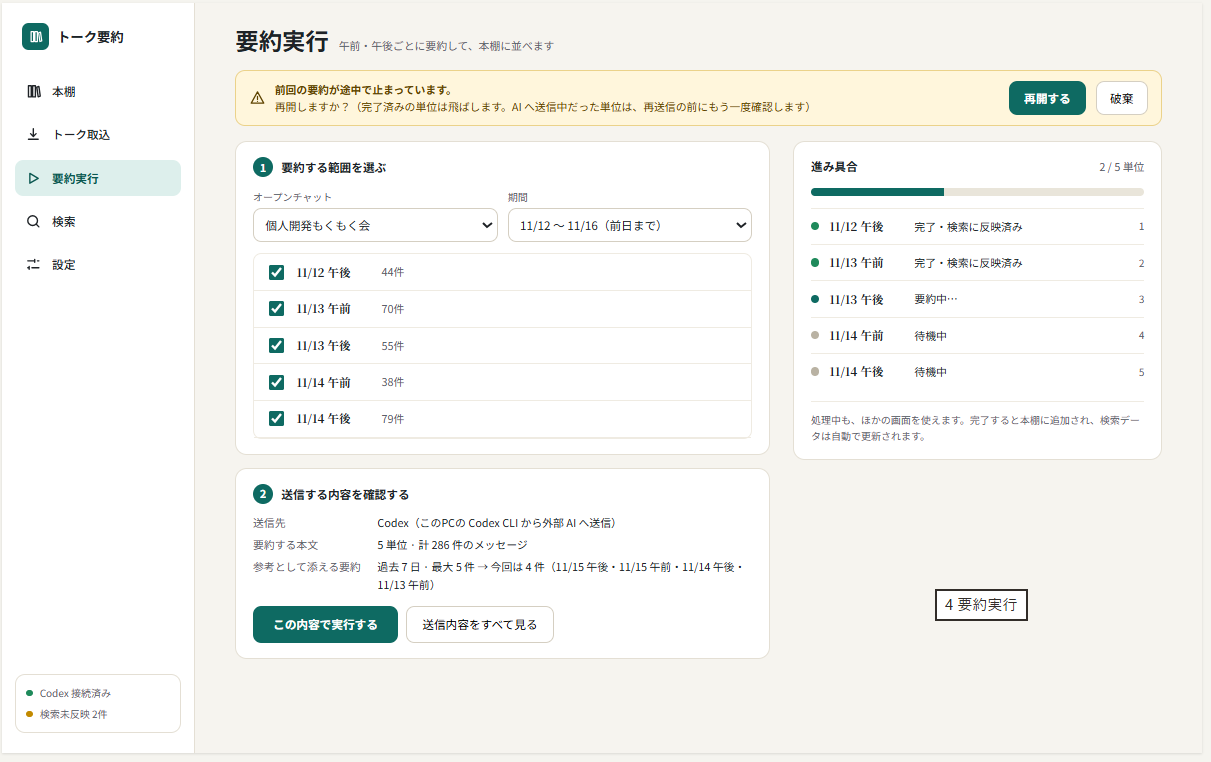 トーク要約
本棚
トーク取込
要約実行
検索
設定
Codex 接続済み
検索未反映 2件
要約実行 午前・午後ごとに要約して、本棚に並べます
前回の要約が途中で止まっています。
再開しますか？（完了済みの単位は飛ばします。AI へ送信中だった単位は、再送信の前にもう一度確認します）
再開する
破棄
1 要約する範囲を選ぶ
オープンチャット
期間
個人開発もくもく会
11/12 〜 11/16（前日まで）
11/12 午後 44件
11/13 午前 70件
11/13 午後 55件
11/14 午前 38件
11/14 午後 79件
2 送信する内容を確認する
送信先 Codex（このPCの Codex CLI から外部 AI へ送信）
要約する本文 5 単位・計 286 件のメッセージ
参考として添える要約 過去 7 日・最大 5 件 → 今回は 4 件（11/15 午後・11/15 午前・11/14 午後・
11/13 午前）
この内容で実行する
送信内容をすべて見る
進み具合 2 / 5 単位
11/12 午後 完了・検索に反映済み 1
11/13 午前 完了・検索に反映済み 2
11/13 午後 要約中… 3
11/14 午前 待機中 4
11/14 午後 待機中 5
処理中も、ほかの画面を使えます。完了すると本棚に追加され、検索デー
タは自動で更新されます。
4 要約実行